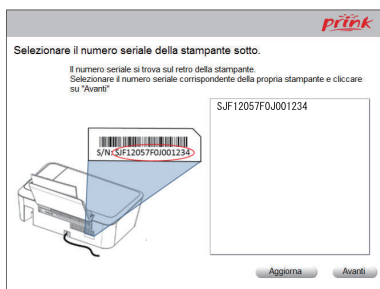 prink
Selezionare il numero seriale della stampante sotto.
Il numero seriale si trova sul retro della stampante.
Selezionare il numero seriale corrispondente della propria stampante e cliccare
su "Avanti"
SJF12057F0J001234
S/N:SJF12057F0J001234
Aggiorna
Avanti